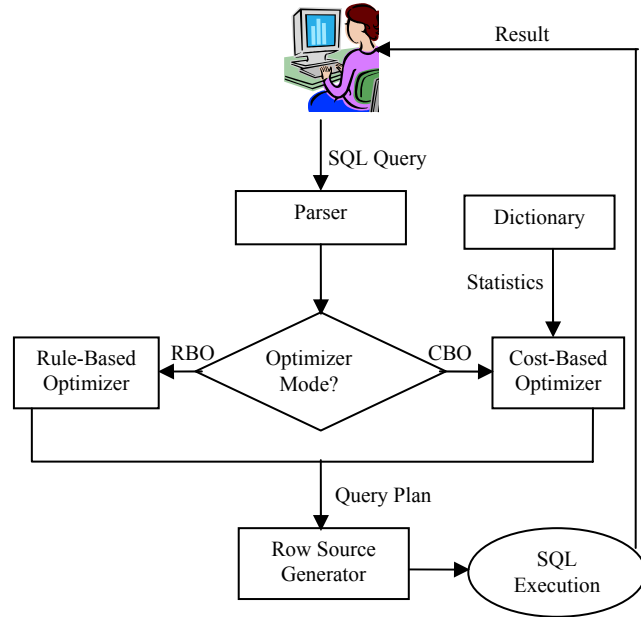 Result
SQL Query
Parser
Dictionary
Statistics
RBO
CBO
Rule-Based
Optimizer
Optimizer
Mode?
Cost-Based
Optimizer
Query Plan
Row Source
Generator
SQL
Execution